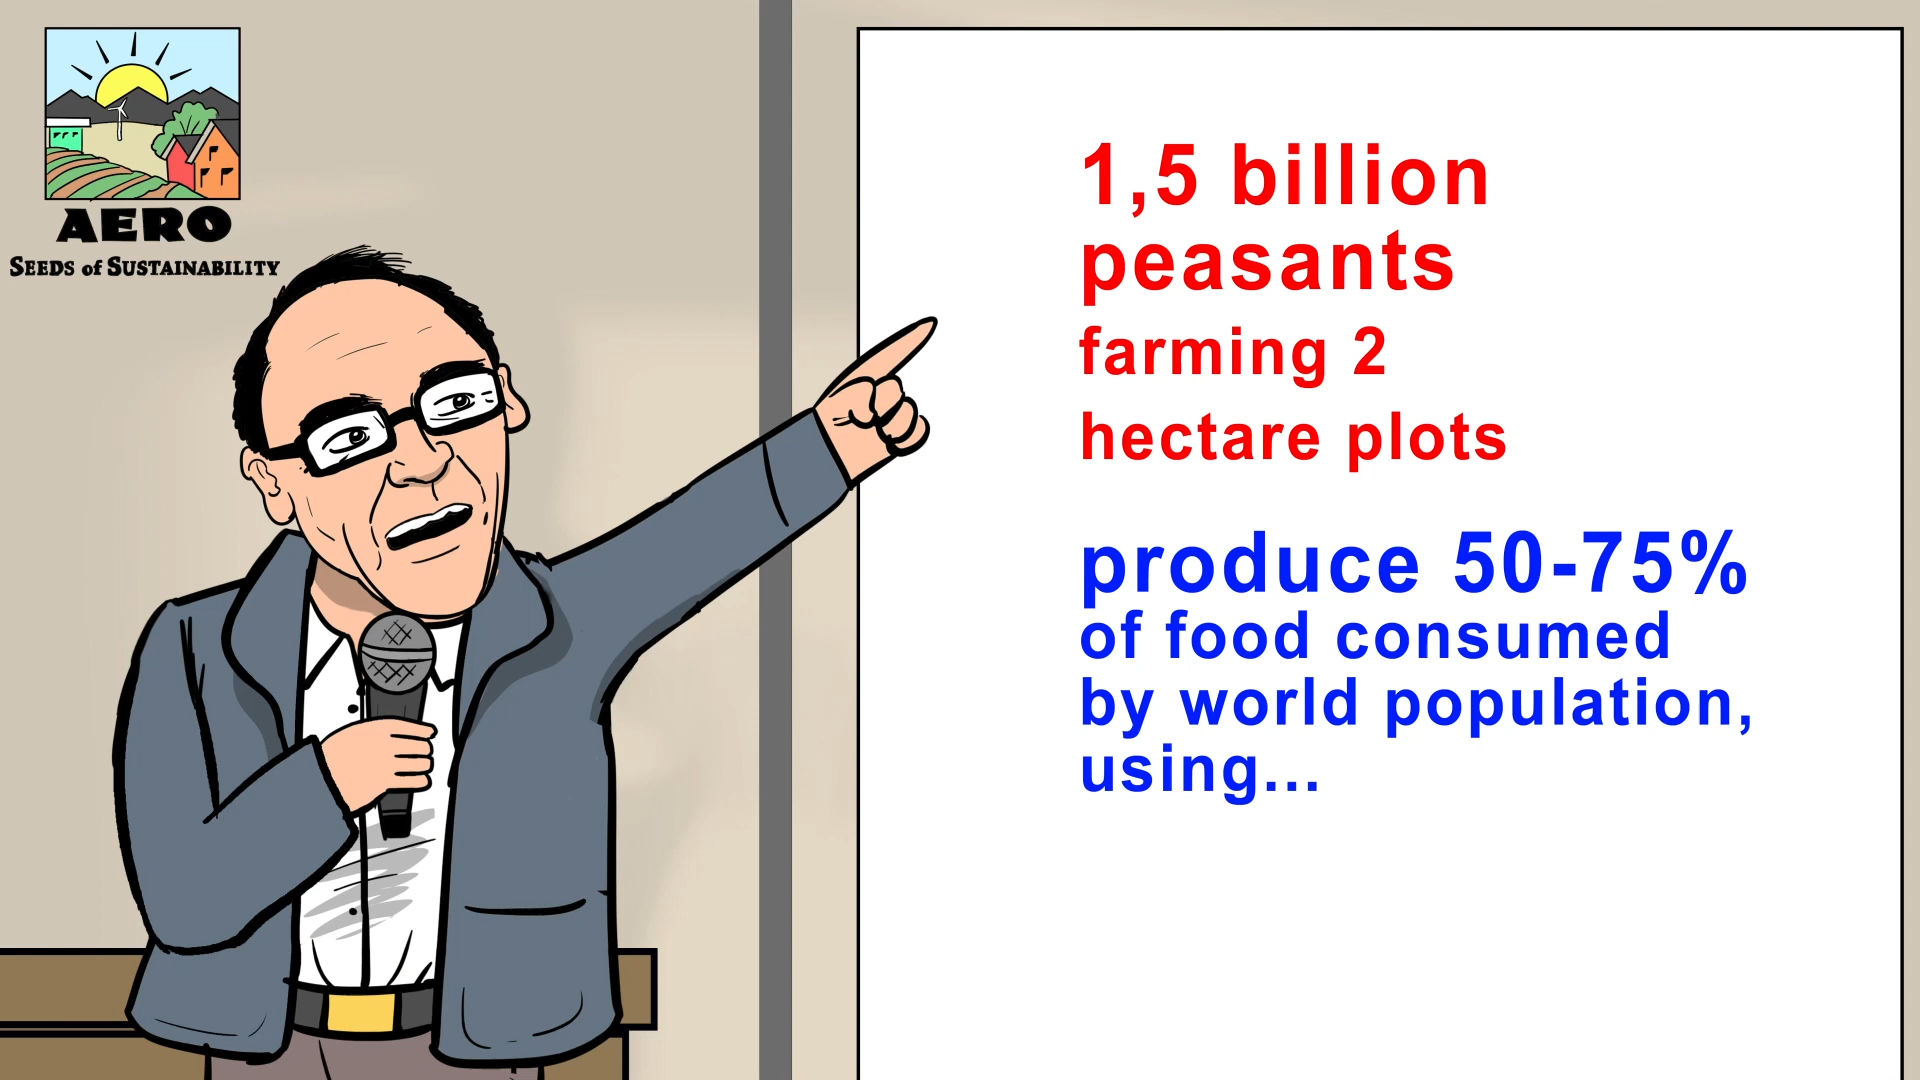 AERO
SEEDS of SUSTAINABILITY
1,5 billion
peasants
farming 2
hectare plots
produce 50-75%
of food consumed
by world population,
using...